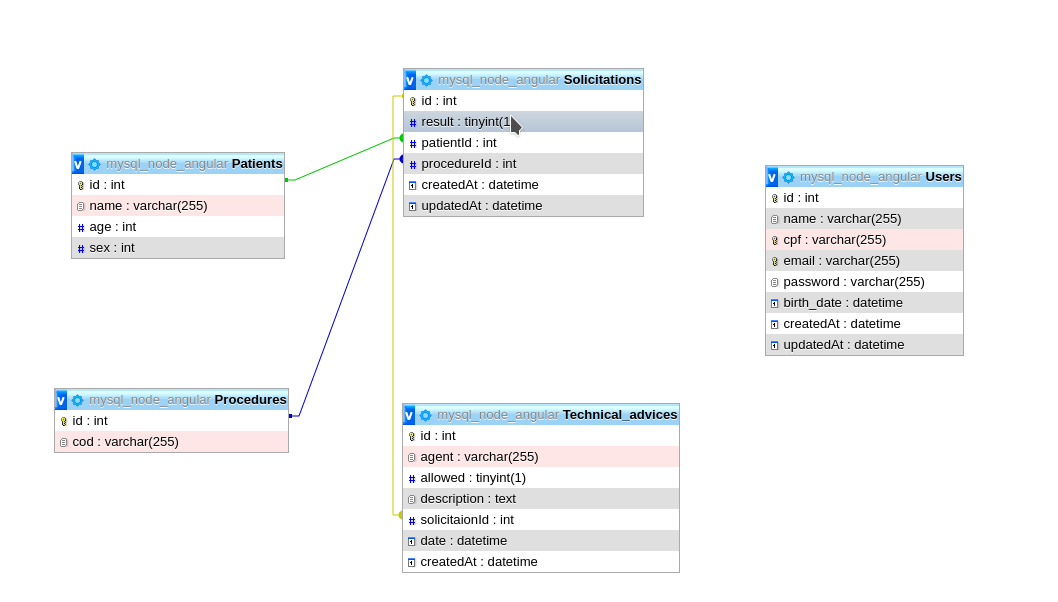 v mysql_node_angular Solicitations
id : int
result : tinyint(1
patientId : int
procedureId : int
createdAt : datetime
updatedAt : datetime
v mysql_node_angular Patients
id : int
name : varchar(255)
age : int
sex : int
v mysql_node_angular Users
id : int
name : varchar(255)
cpf : varchar(255)
email : varchar(255)
password : varchar(255)
birth_date : datetime
createdAt : datetime
updatedAt : datetime
v mysql_node_angular Procedures
id : int
cod : varchar(255)
v mysql_node_angular Technical_advices
id : int
agent : varchar(255)
allowed : tinyint(1)
description : text
solicitaionId : int
date : datetime
createdAt : datetime